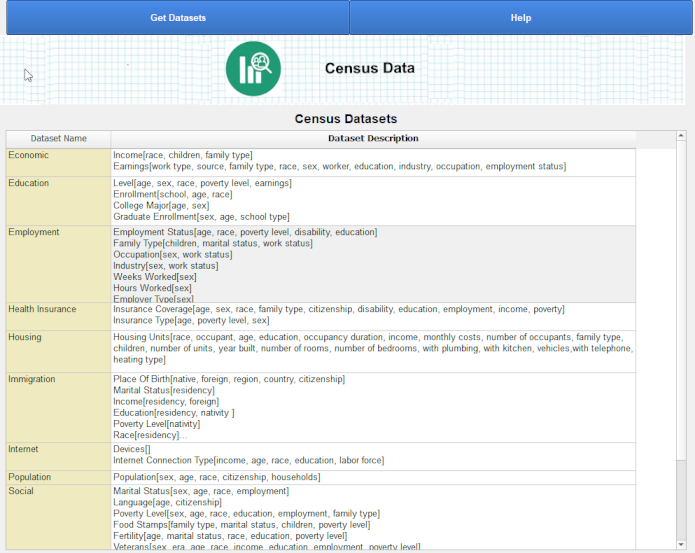 Get Datasets
Help
Census Data
Census Datasets
Dataset Name
Dataset Description
Economic
Income[race, children, family type]
Earnings[work type, source, family type, race, sex, worker, education, industry, occupation, employment status]
Education
Level[age, sex, race, poverty level, earnings]
Enrollment[school, age, race]
College Major[age, sex]
Graduate Enrollment[sex, age, school type]
Employment
Employment Status[age, race, poverty level, disability, education]
Family Type[children, marital status, work status]
Occupation[sex, work status]
Industry[sex, work status]
Weeks Worked[sex]
Hours Worked[sex]
Employer Type[sex]
Health Insurance
Insurance Coverage[age, sex, race, family type, citizenship, disability, education, employment, income, poverty]
Insurance Type[age, poverty level, sex]
Housing
Housing Units[race, occupant, age, education, occupancy duration, income, monthly costs, number of occupants, family type,
children, number of units, year built, number of rooms, number of bedrooms, with plumbing, with kitchen, vehicles,with telephone,
heating type]
Immigration
Place Of Birth[native, foreign, region, country, citizenship]
Marital Status[residency]
Income[residency, foreign]
Education[residency, nativity ]
Poverty Level[nativity]
Race[residency]...
Internet
Devices[]
Internet Connection Type[income, age, race, education, labor force]
Population
Population[sex, age, race, citizenship, households]
Social
Marital Status[sex, age, race, employment]
Language[age, citizenship]
Poverty Level[sex, age, race, education, employment, family type]
Food Stamps[family type, marital status, children, poverty level]
Fertility[age, marital status, race, education, poverty level]
Veterans[sex, era, age, race, income, education, employment, poverty level]